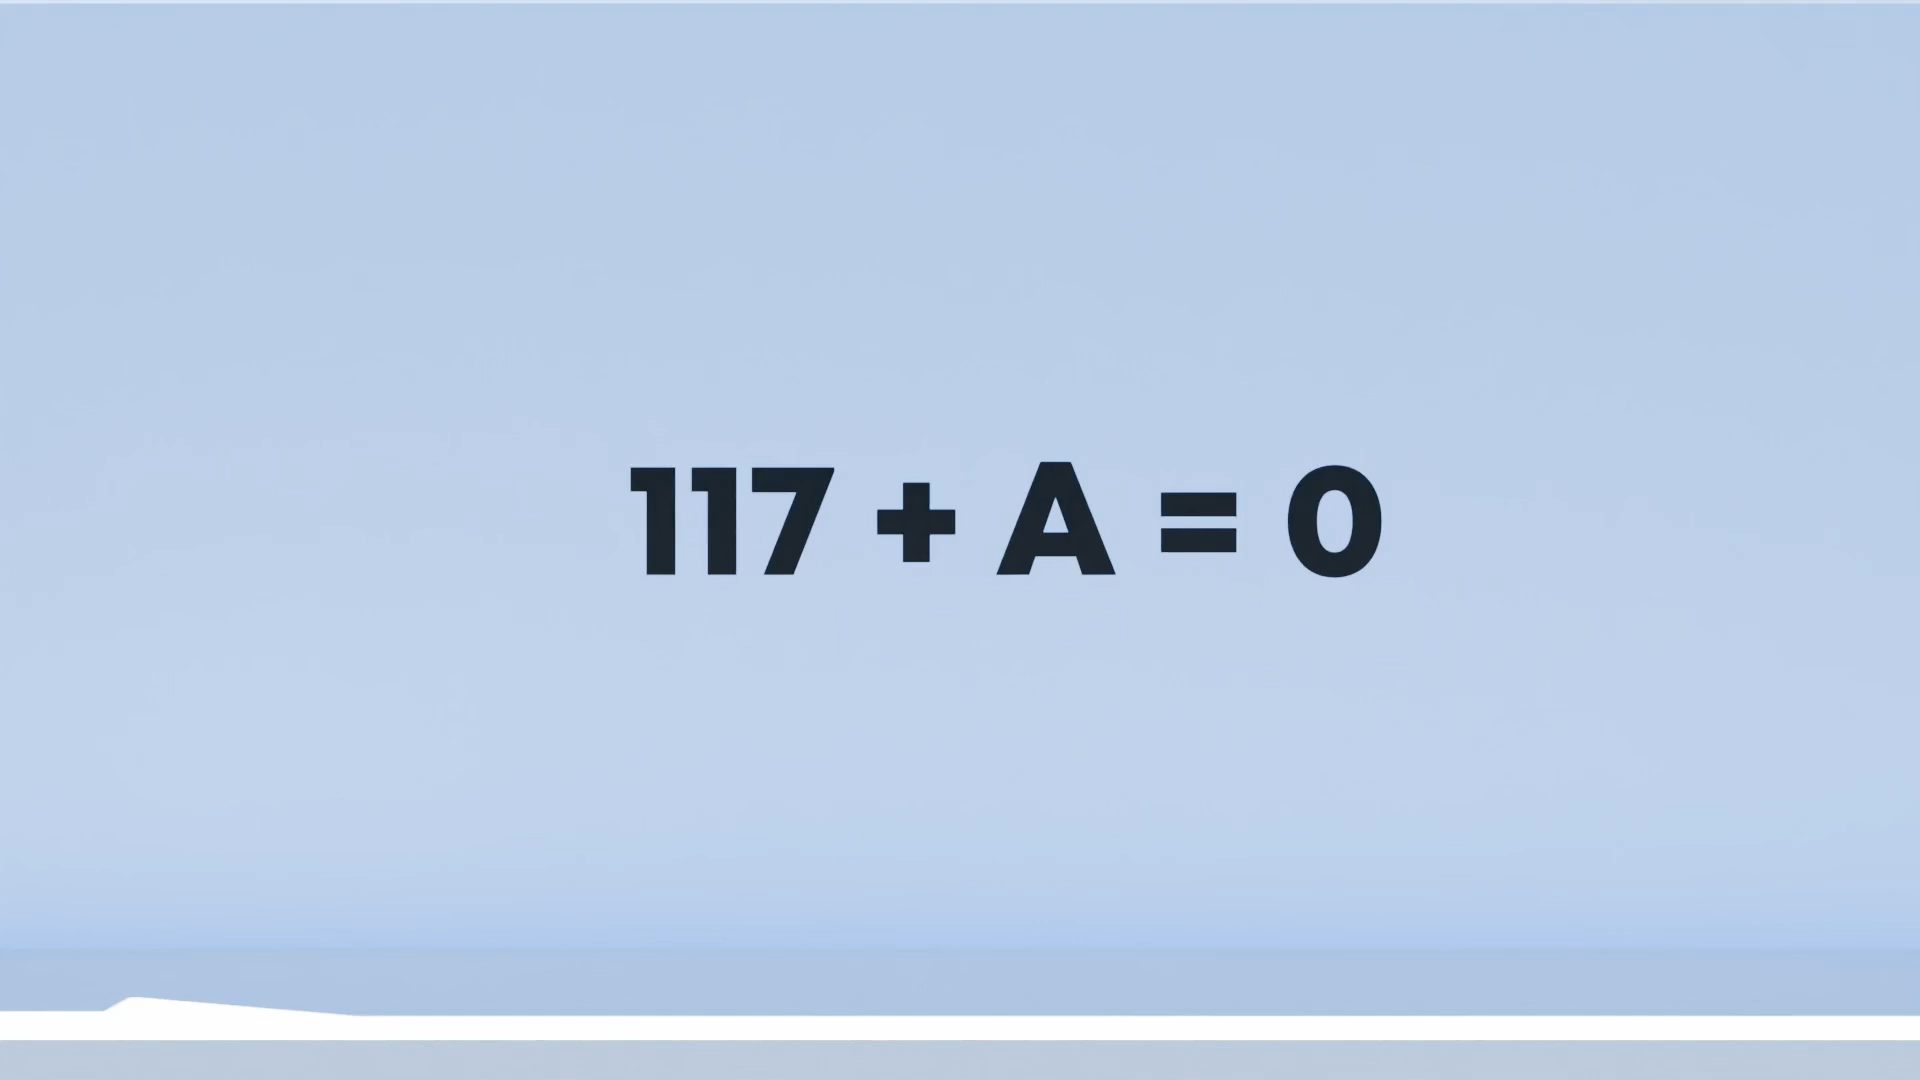 117 + A = 0